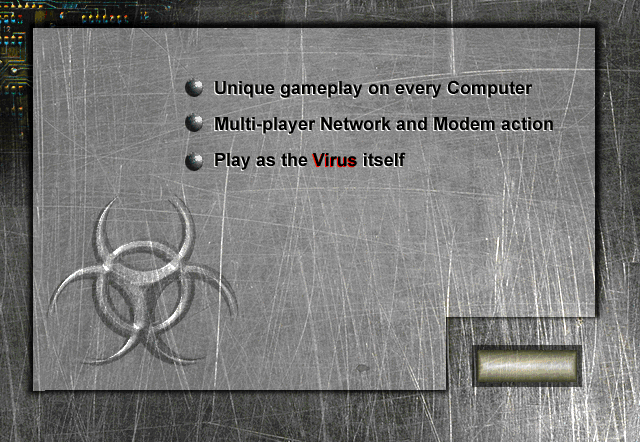 Unique gameplay on every Computer
Multi-player Network and Modem action
Play as the Virus itself